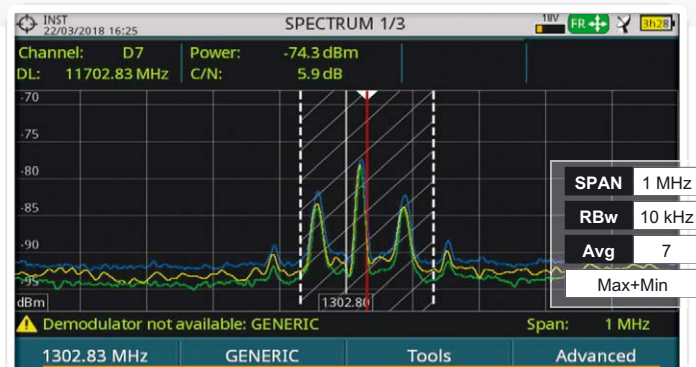 INST
22/03/2018 16:25
SPECTRUM 1/3
18V
FR
3h28
Channel: D7
Power: -74.3 dBm
DL: 11702.83 MHz
C/N: 5.9 dB
-70
-75
-80
-85
-90
-95
dBm
1302.80
SPAN 1 MHz
RBw 10 kHz
Avg 7
Max+Min
Demodulator not available: GENERIC
Span: 1 MHz
1302.83 MHz
GENERIC
Tools
Advanced